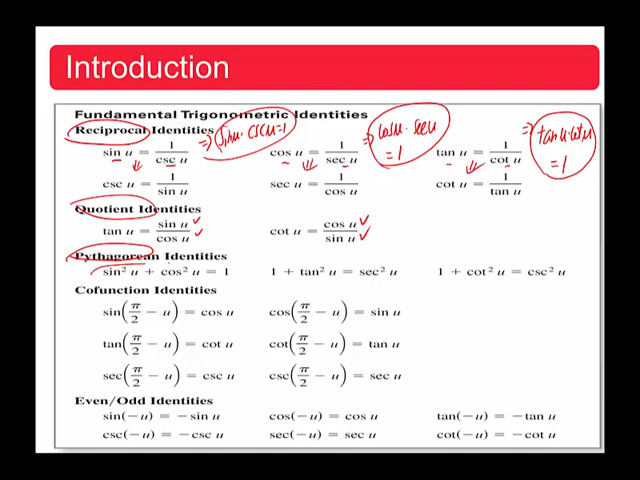 Introduction
Fundamental Trigonometric Identities
Reciprocal Identities
sin u = 1/csc u ⇒ sin u · csc u = 1
cos u = 1/sec u ⇒ cos u · sec u = 1
tan u = 1/cot u ⇒ tan u · cot u = 1
csc u = 1/sin u sec u = 1/cos u cot u = 1/tan u
Quotient Identities
tan u = sin u/cos u ✓ ✓ cot u = cos u/sin u ✓ ✓
Pythagorean Identities
sin² u + cos² u = 1 1 + tan² u = sec² u 1 + cot² u = csc² u
Cofunction Identities
sin(π/2 − u) = cos u cos(π/2 − u) = sin u
tan(π/2 − u) = cot u cot(π/2 − u) = tan u
sec(π/2 − u) = csc u csc(π/2 − u) = sec u
Even/Odd Identities
sin(−u) = −sin u cos(−u) = cos u tan(−u) = −tan u
csc(−u) = −csc u sec(−u) = sec u cot(−u) = −cot u